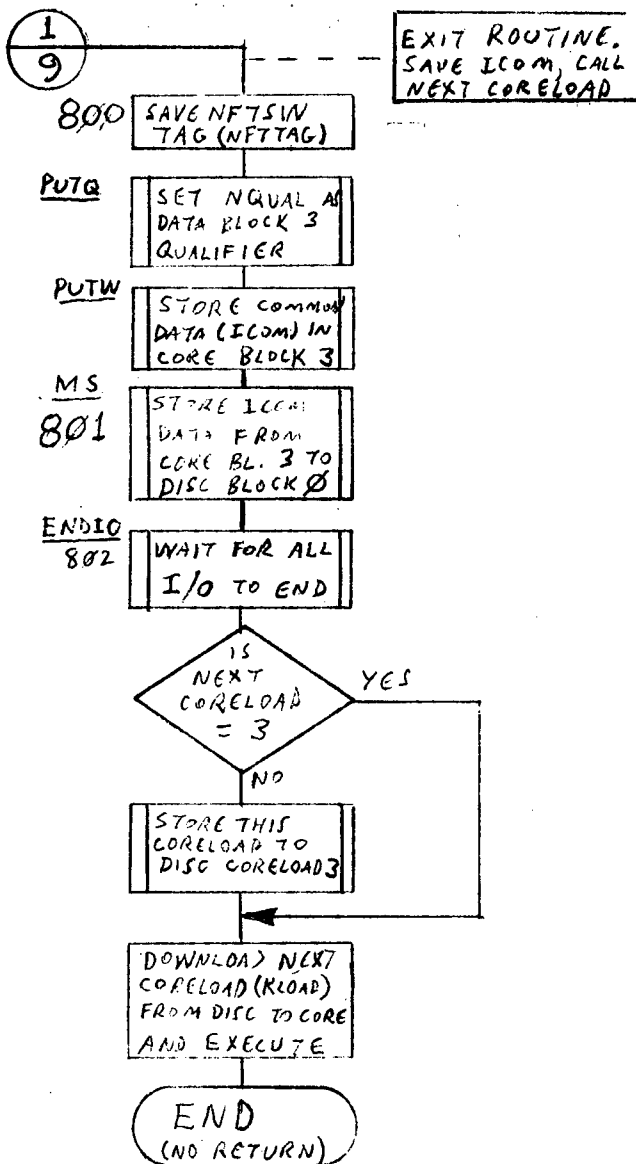 1
9
EXIT ROUTINE.
SAVE ICOM, CALL
NEXT CORELOAD
800
SAVE NFTSIN
TAG (NFTTAG)
PUTQ
SET NQUAL AS
DATA BLOCK 3
QUALIFIER
PUTW
STORE COMMON
DATA (ICOM) IN
CORE BLOCK 3
MS
801
STORE ICOM
DATA FROM
CORE BL. 3 TO
DISC BLOCK Ø
ENDIO
802
WAIT FOR ALL
I/O TO END
IS
NEXT
CORELOAD
= 3
YES
NO
STORE THIS
CORELOAD TO
DISC CORELOAD 3
DOWNLOAD NEXT
CORELOAD (KLOAD)
FROM DISC TO CORE
AND EXECUTE
END
(NO RETURN)